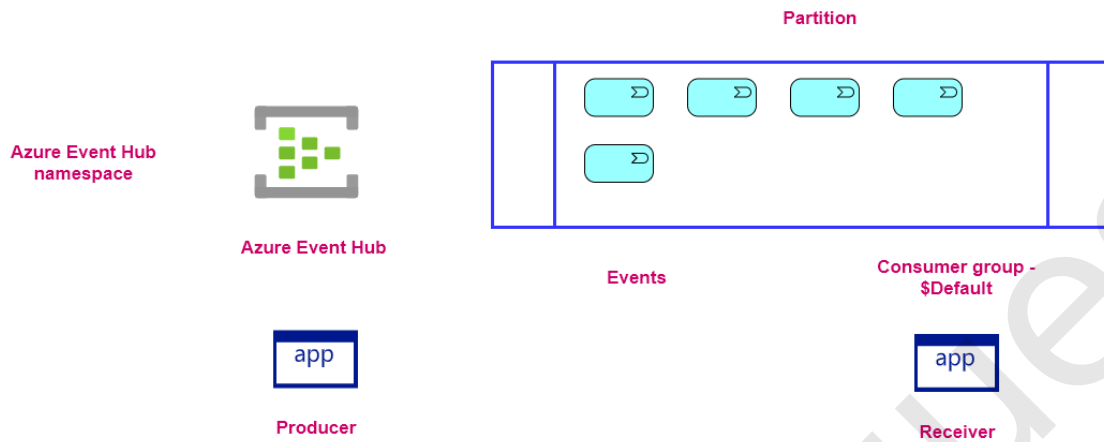 Partition
Azure Event Hub
namespace
Azure Event Hub
Events
Consumer group -
$Default
app
app
Producer
Receiver